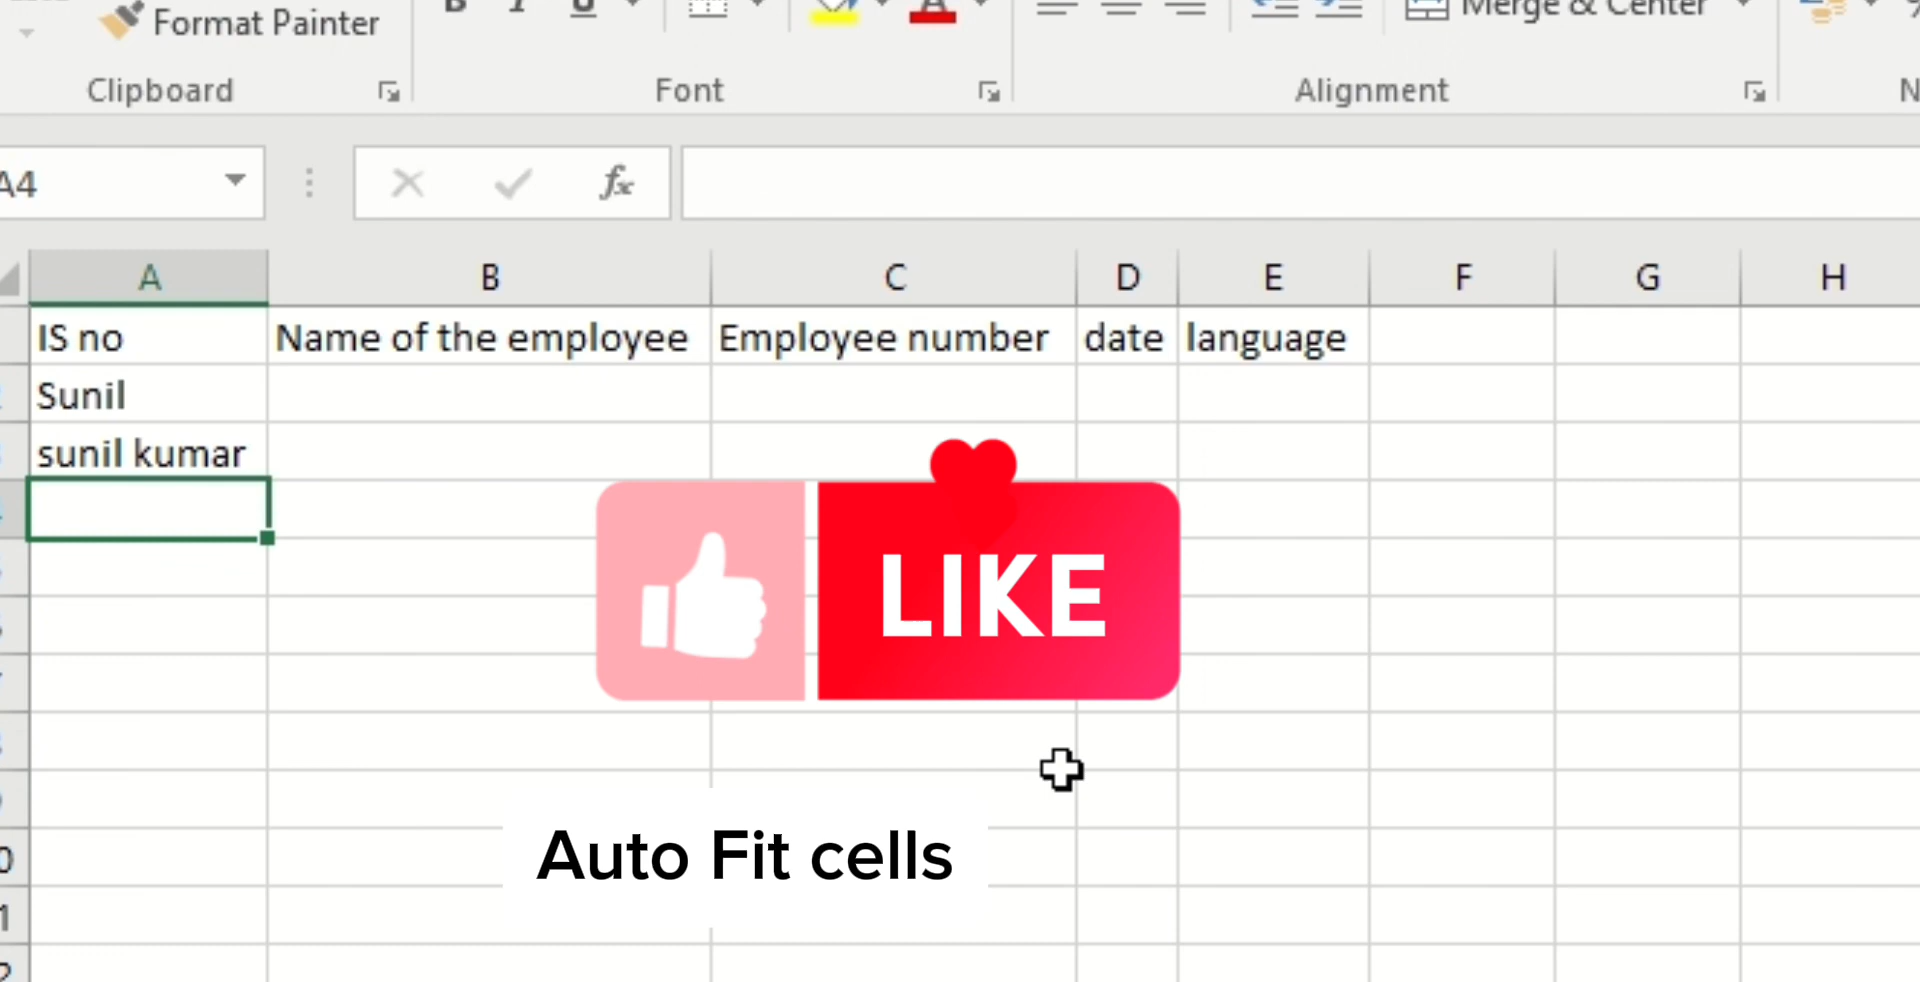 Format Painter
B I U A Merge & Center
Clipboard Font Alignment
A4 fx
A B C D E F G H
IS no Name of the employee Employee number date language
Sunil
sunil kumar
LIKE
Auto Fit cells